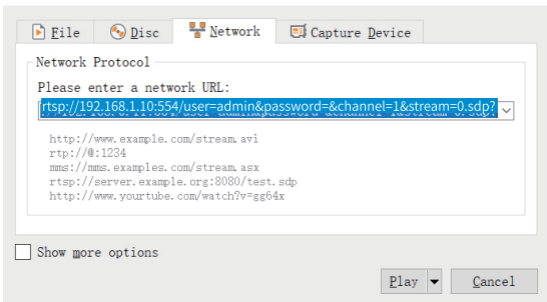 File Disc Network Capture Device
Network Protocol
Please enter a network URL:
rtsp://192.168.1.10:554/user=admin&password=&channel=1&stream=0.sdp?
http://www.example.com/stream.avi
rtp://@:1234
mms://mms.examples.com/stream.asx
rtsp://server.example.org:8080/test.sdp
http://www.yourtube.com/watch?v=gg64x
Show more options
Play Cancel